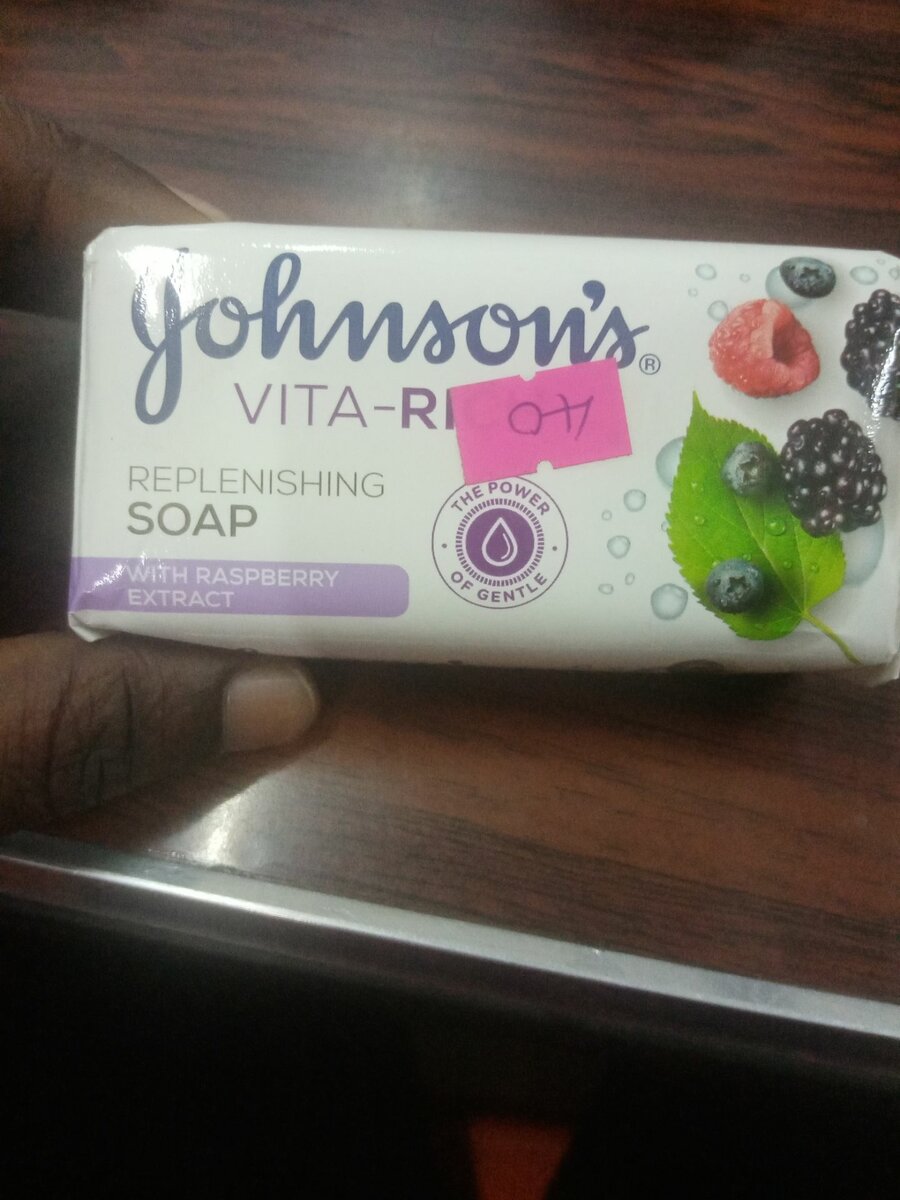 Johnson's®
VITA-RI
REPLENISHING
SOAP
WITH RASPBERRY
EXTRACT
THE POWER
OF GENTLE